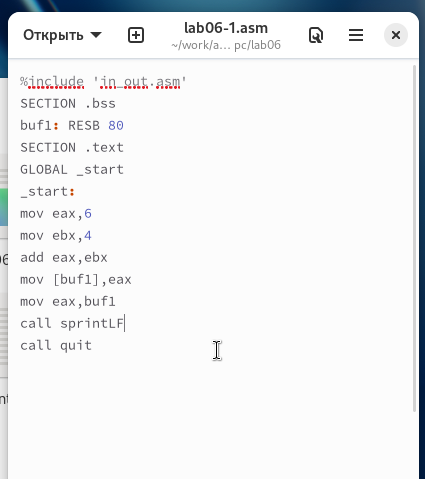 Открыть
lab06-1.asm
~/work/a... pc/lab06
%include 'in_out.asm'
SECTION .bss
buf1: RESB 80
SECTION .text
GLOBAL _start
_start:
mov eax,6
mov ebx,4
add eax,ebx
mov [buf1],eax
mov eax,buf1
call sprintLF
call quit